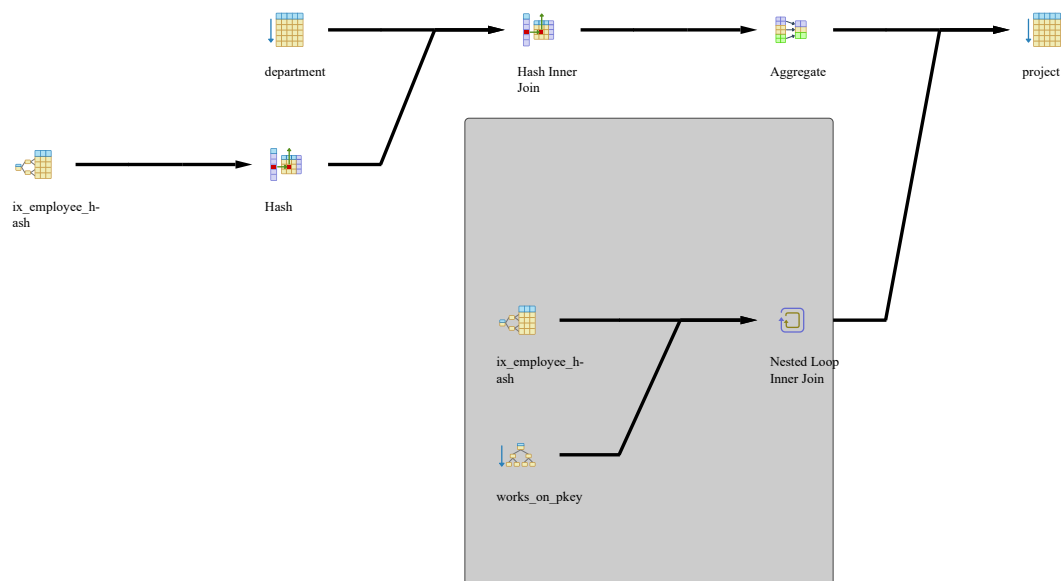 department
Hash Inner
Join
Aggregate
project
ix_employee_h-
ash
Hash
ix_employee_h-
ash
Nested Loop
Inner Join
works_on_pkey